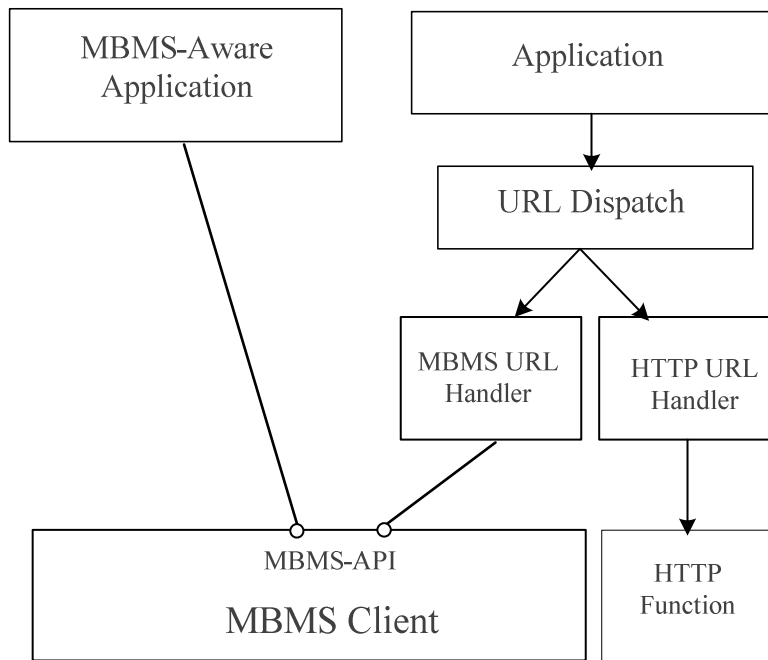 MBMS-Aware
Application
Application
URL Dispatch
MBMS URL
Handler
HTTP URL
Handler
MBMS-API
MBMS Client
HTTP
Function